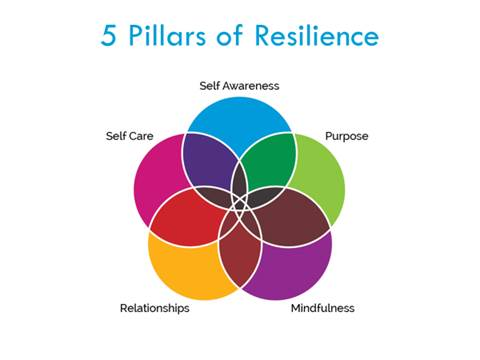 5 Pillars of Resilience
Self Awareness
Self Care
Purpose
Relationships
Mindfulness